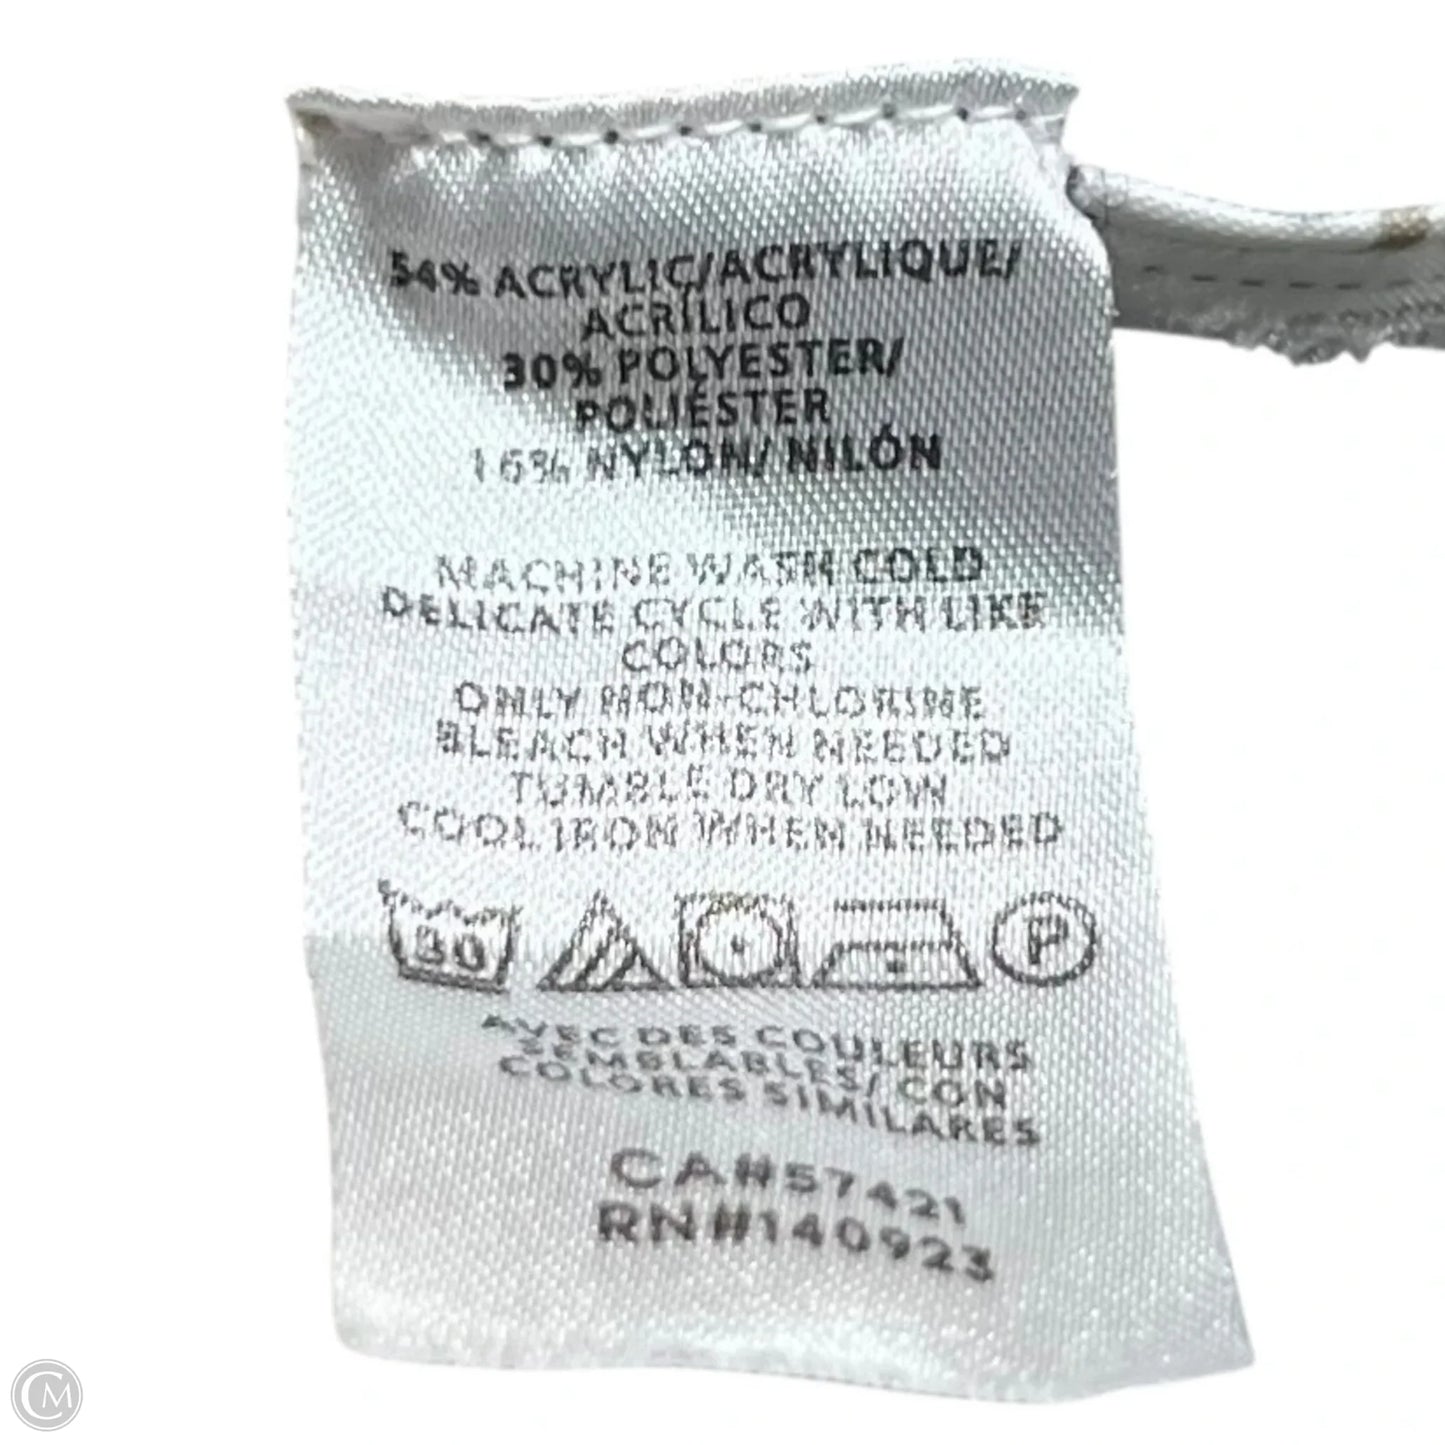 54% ACRYLIC/ACRYLIQUE/
ACRÍLICO
30% POLYESTER/
POLIÉSTER
16% NYLON/ NILÓN
MACHINE WASH COLD
DELICATE CYCLE WITH LIKE
COLORS
ONLY NON-CHLORINE
BLEACH WHEN NEEDED
TUMBLE DRY LOW
COOL IRON WHEN NEEDED
30 P
AVEC DES COULEURS
SEMBLABLES/ CON
COLORES SIMILARES
CA#57421
RN#140923
CM